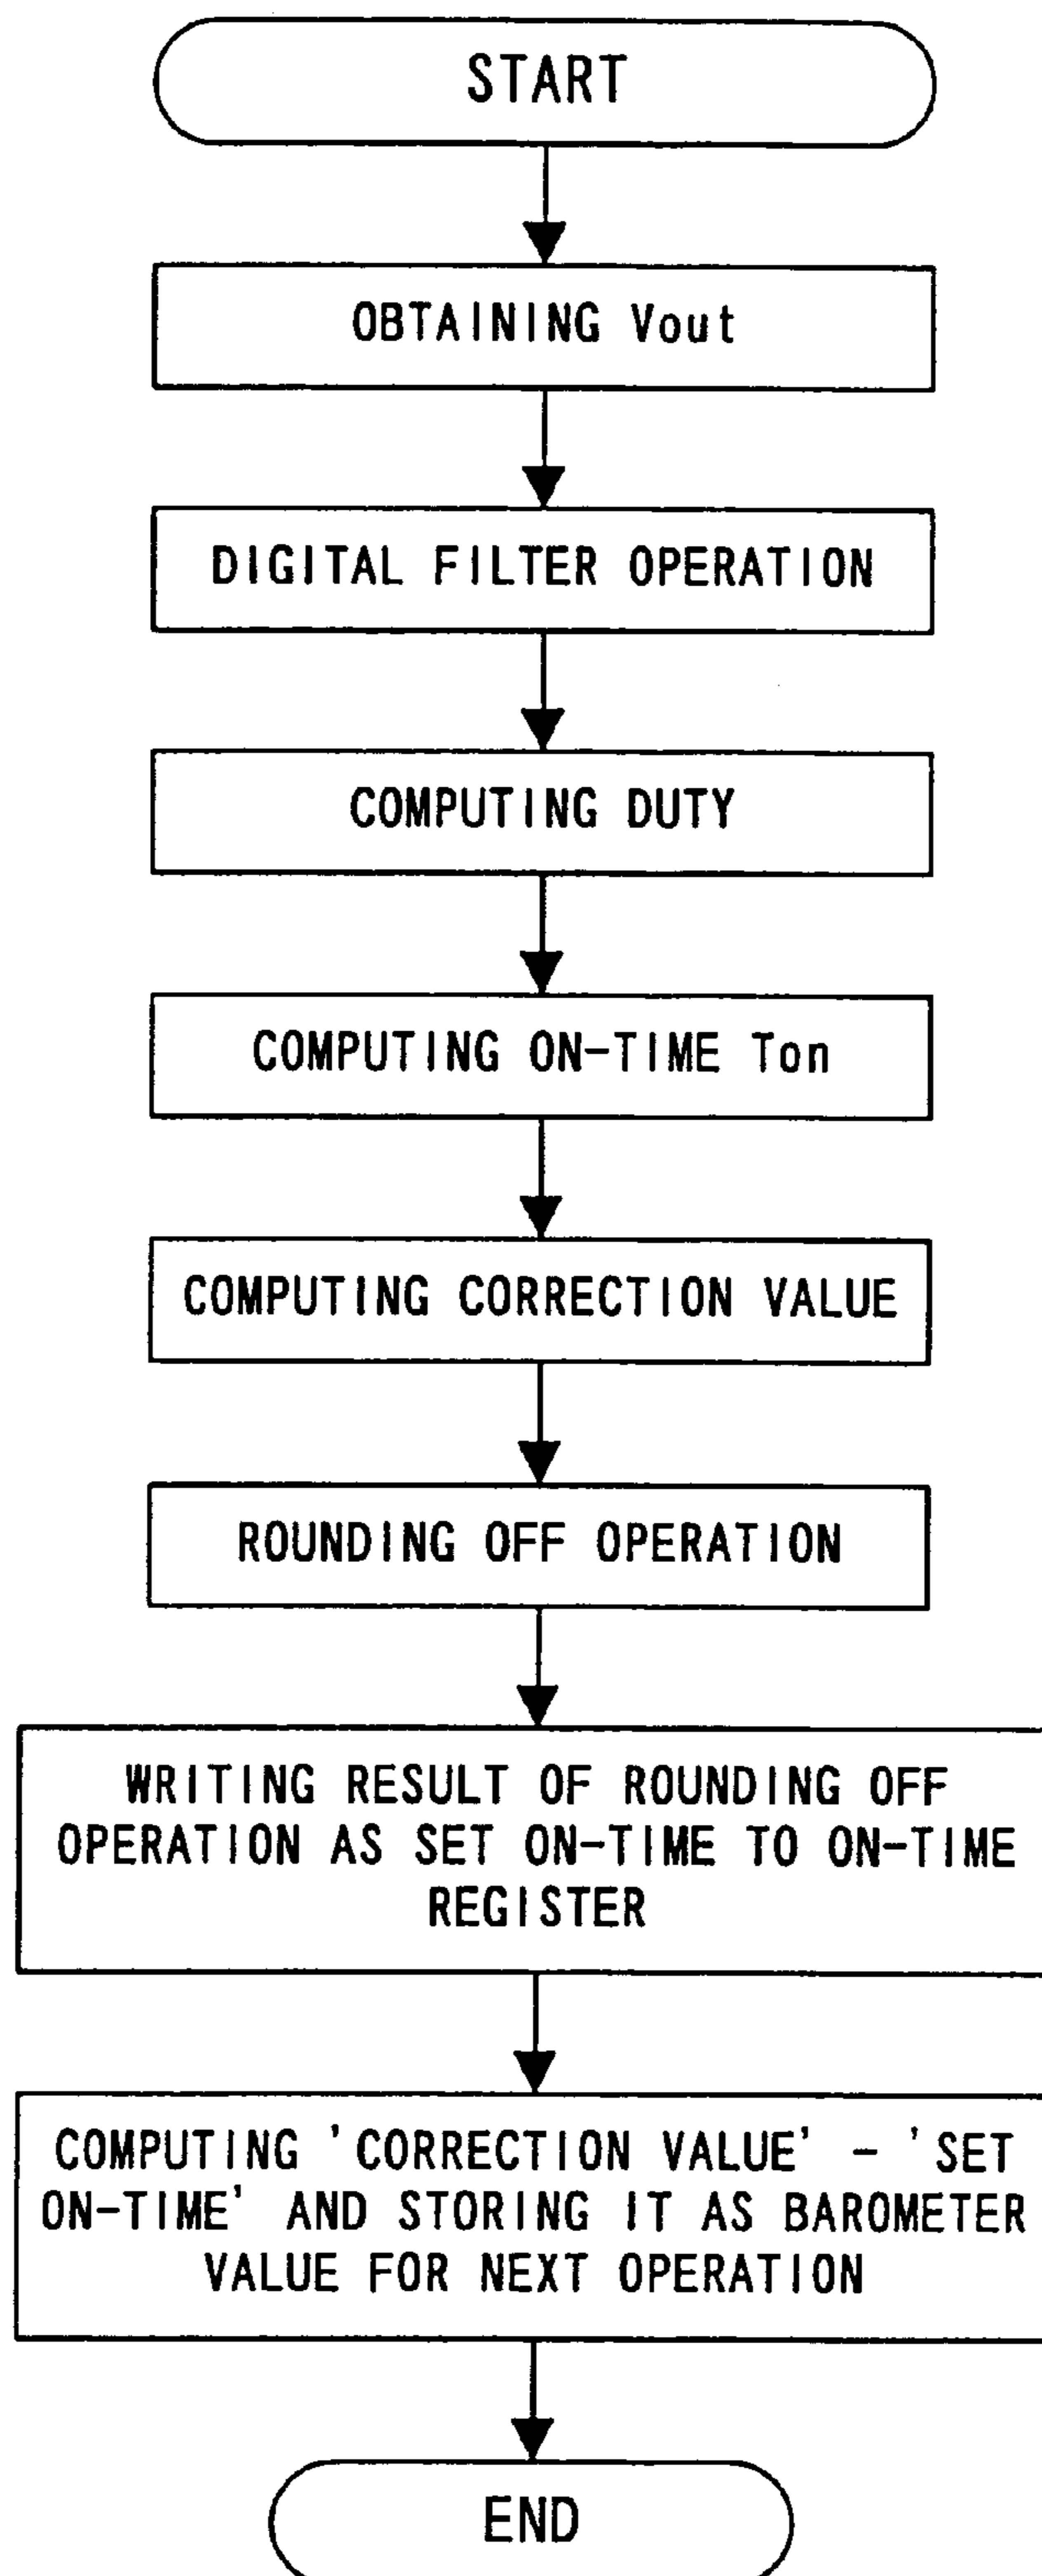 START
OBTAINING Vout
DIGITAL FILTER OPERATION
COMPUTING DUTY
COMPUTING ON-TIME Ton
COMPUTING CORRECTION VALUE
ROUNDING OFF OPERATION
WRITING RESULT OF ROUNDING OFF
OPERATION AS SET ON-TIME TO ON-TIME
REGISTER
COMPUTING 'CORRECTION VALUE' - 'SET
ON-TIME' AND STORING IT AS BAROMETER
VALUE FOR NEXT OPERATION
END